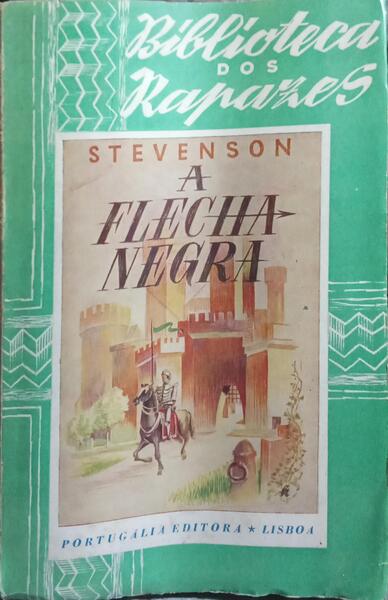 Biblioteca
DOS
Rapazes
STEVENSON
A
FLECHA
NEGRA
PORTUGÁLIA EDITORA ★ LISBOA